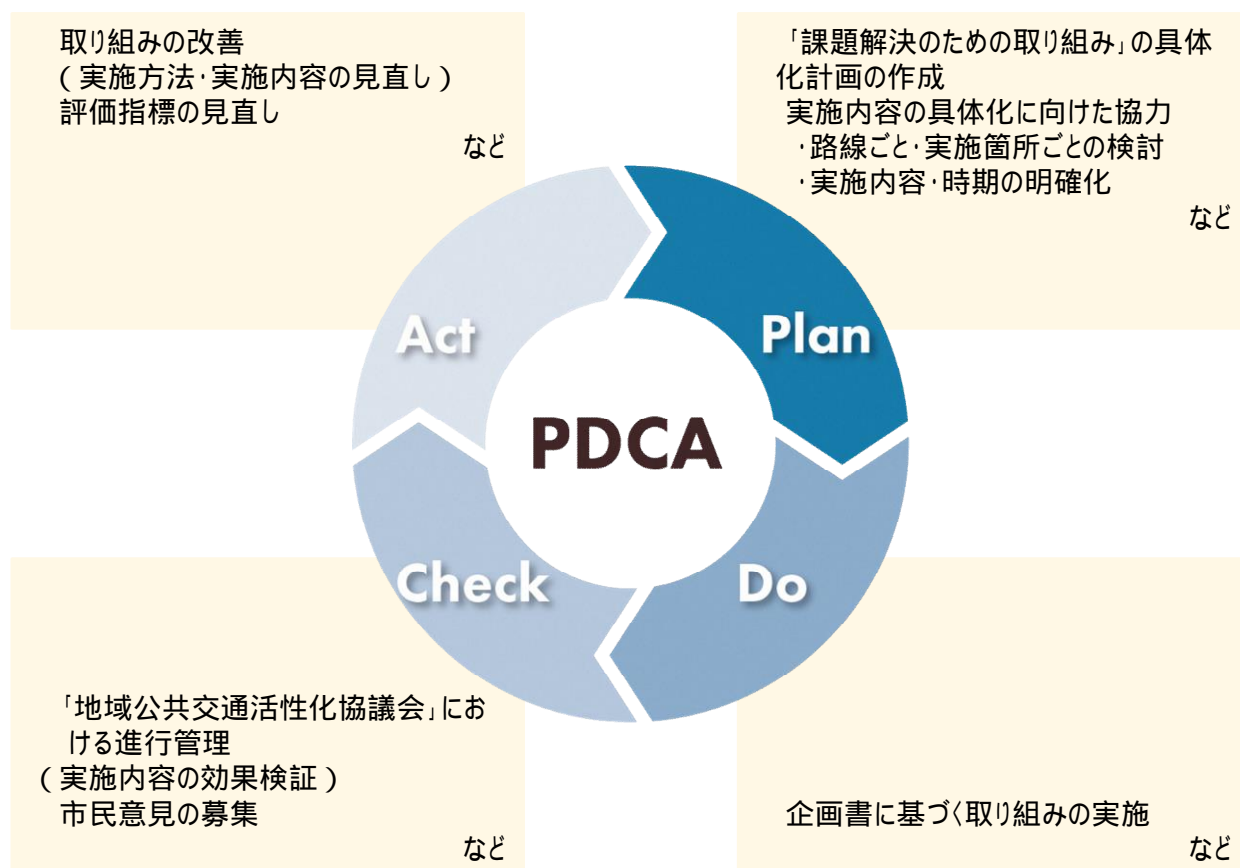 取り組みの改善
(実施方法・実施内容の見直し)
評価指標の見直し
など
「課題解決のための取り組み」の具体
化計画の作成
実施内容の具体化に向けた協力
・路線ごと・実施箇所ごとの検討
・実施内容・時期の明確化
など
Act
Plan
PDCA
Check
Do
「地域公共交通活性化協議会」にお
ける進行管理
(実施内容の効果検証)
市民意見の募集
など
企画書に基づく取り組みの実施
など